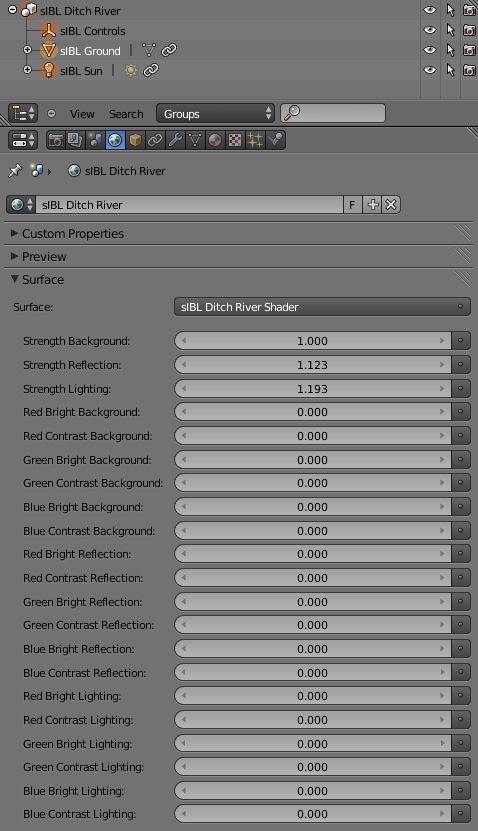 sIBL Ditch River
sIBL Controls
sIBL Ground
sIBL Sun
View Search Groups
sIBL Ditch River
sIBL Ditch River F
Custom Properties
Preview
Surface
Surface: sIBL Ditch River Shader
Strength Background: 1.000
Strength Reflection: 1.123
Strength Lighting: 1.193
Red Bright Background: 0.000
Red Contrast Background: 0.000
Green Bright Background: 0.000
Green Contrast Background: 0.000
Blue Bright Background: 0.000
Blue Contrast Background: 0.000
Red Bright Reflection: 0.000
Red Contrast Reflection: 0.000
Green Bright Reflection: 0.000
Green Contrast Reflection: 0.000
Blue Bright Reflection: 0.000
Blue Contrast Reflection: 0.000
Red Bright Lighting: 0.000
Red Contrast Lighting: 0.000
Green Bright Lighting: 0.000
Green Contrast Lighting: 0.000
Blue Bright Lighting: 0.000
Blue Contrast Lighting: 0.000